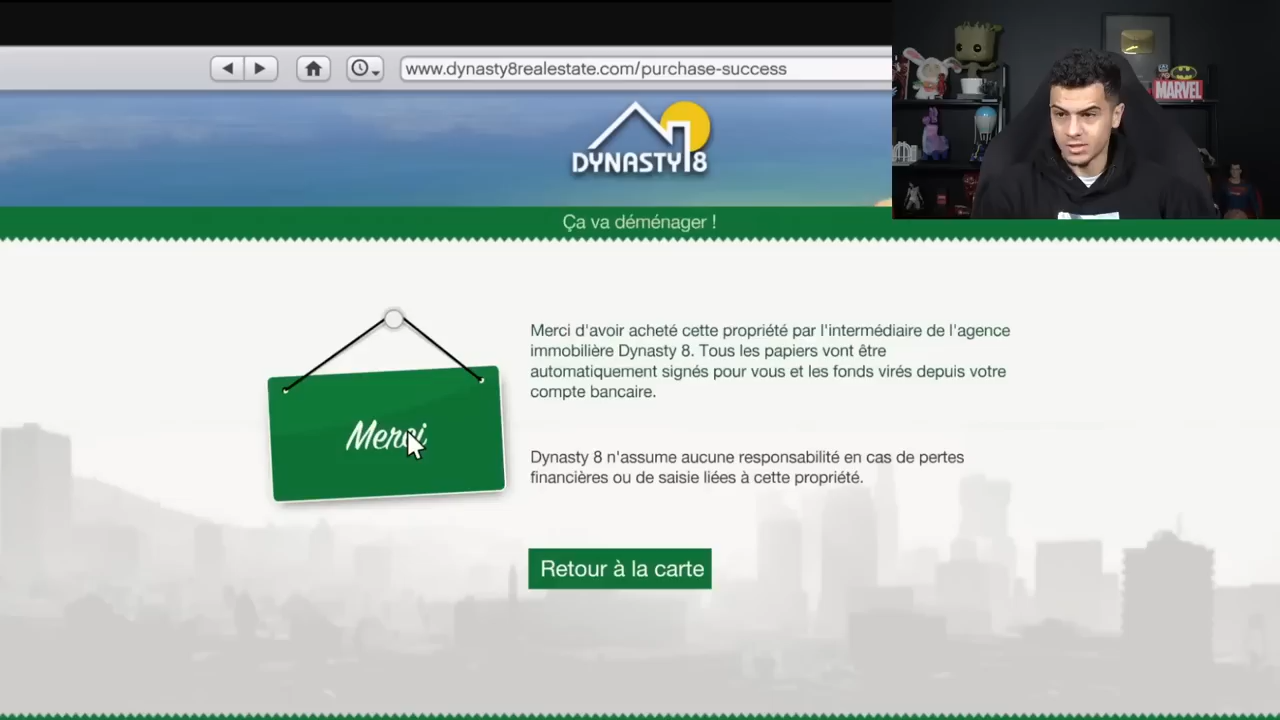 www.dynasty8realestate.com/purchase-success
MARVEL
DYNASTY8
Ça va déménager !
Merci d'avoir acheté cette propriété par l'intermédiaire de l'agence
immobilière Dynasty 8. Tous les papiers vont être
automatiquement signés pour vous et les fonds virés depuis votre
compte bancaire.
Merci
Dynasty 8 n'assume aucune responsabilité en cas de pertes
financières ou de saisie liées à cette propriété.
Retour à la carte